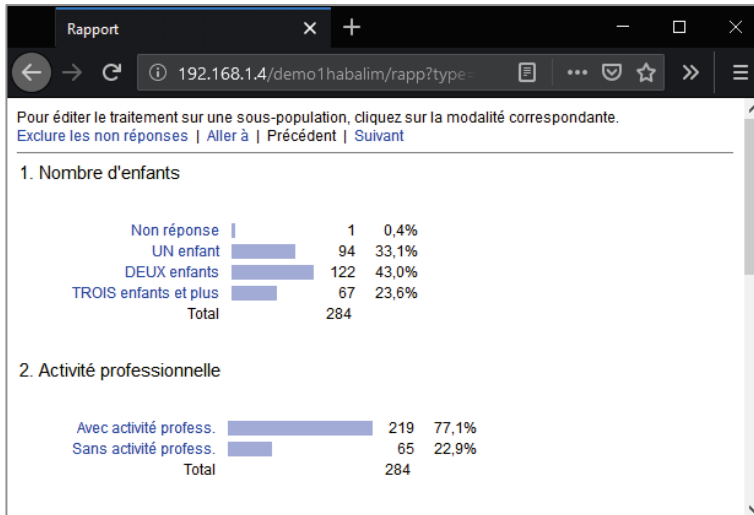 Rapport
192.168.1.4/demo1habalim/rapp?type=
Pour éditer le traitement sur une sous-population, cliquez sur la modalité correspondante.
Exclure les non réponses | Aller à | Précédent | Suivant
1. Nombre d'enfants
Non réponse 1 0,4%
UN enfant 94 33,1%
DEUX enfants 122 43,0%
TROIS enfants et plus 67 23,6%
Total 284
2. Activité professionnelle
Avec activité profess. 219 77,1%
Sans activité profess. 65 22,9%
Total 284